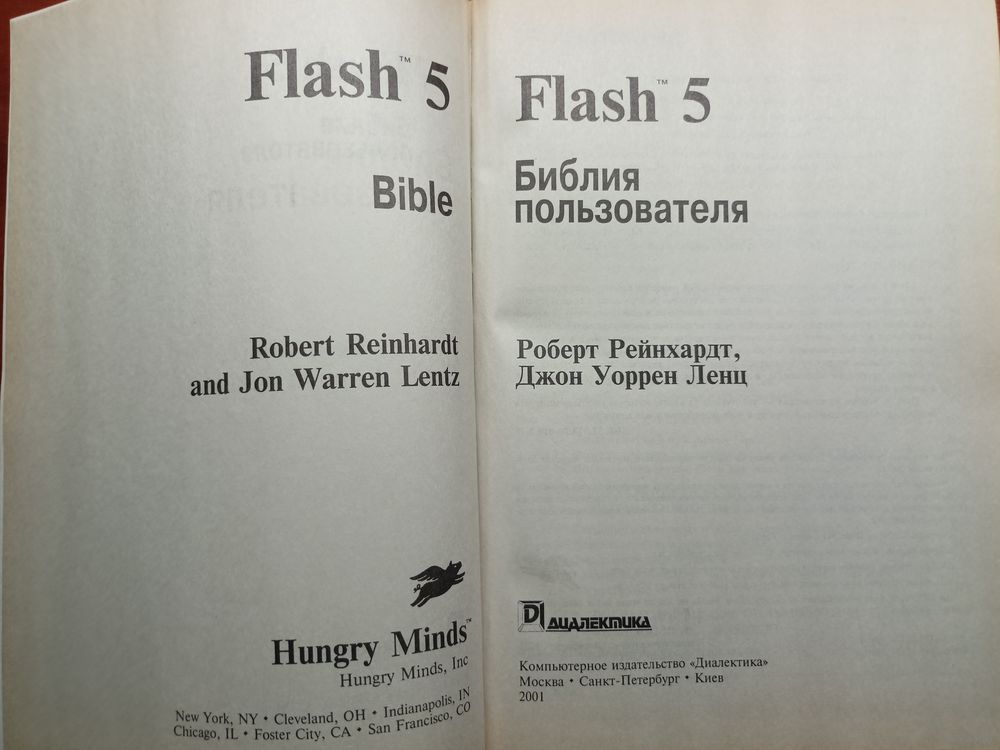 Flash™ 5
Bible
Robert Reinhardt
and Jon Warren Lentz
Hungry Minds™
Hungry Minds, Inc
New York, NY • Cleveland, OH • Indianapolis, IN
Chicago, IL • Foster City, CA • San Francisco, CO
Flash™ 5
Библия
пользователя
Роберт Рейнхардт,
Джон Уоррен Ленц
ДИАЛЕКТИКА
Компьютерное издательство «Диалектика»
Москва • Санкт-Петербург • Киев
2001